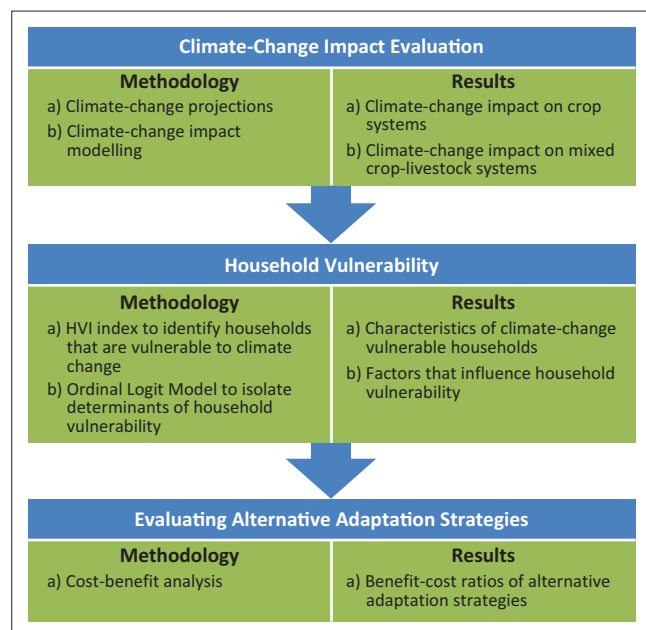 Climate-Change Impact Evaluation
Methodology
a) Climate-change projections
b) Climate-change impact
modelling
Results
a) Climate-change impact on crop
systems
b) Climate-change impact on mixed
crop-livestock systems
Household Vulnerability
Methodology
a) HVI index to identify households
that are vulnerable to climate
change
b) Ordinal Logit Model to isolate
determinants of household
vulnerability
Results
a) Characteristics of climate-change
vulnerable households
b) Factors that influence household
vulnerability
Evaluating Alternative Adaptation Strategies
Methodology
a) Cost-benefit analysis
Results
a) Benefit-cost ratios of alternative
adaptation strategies